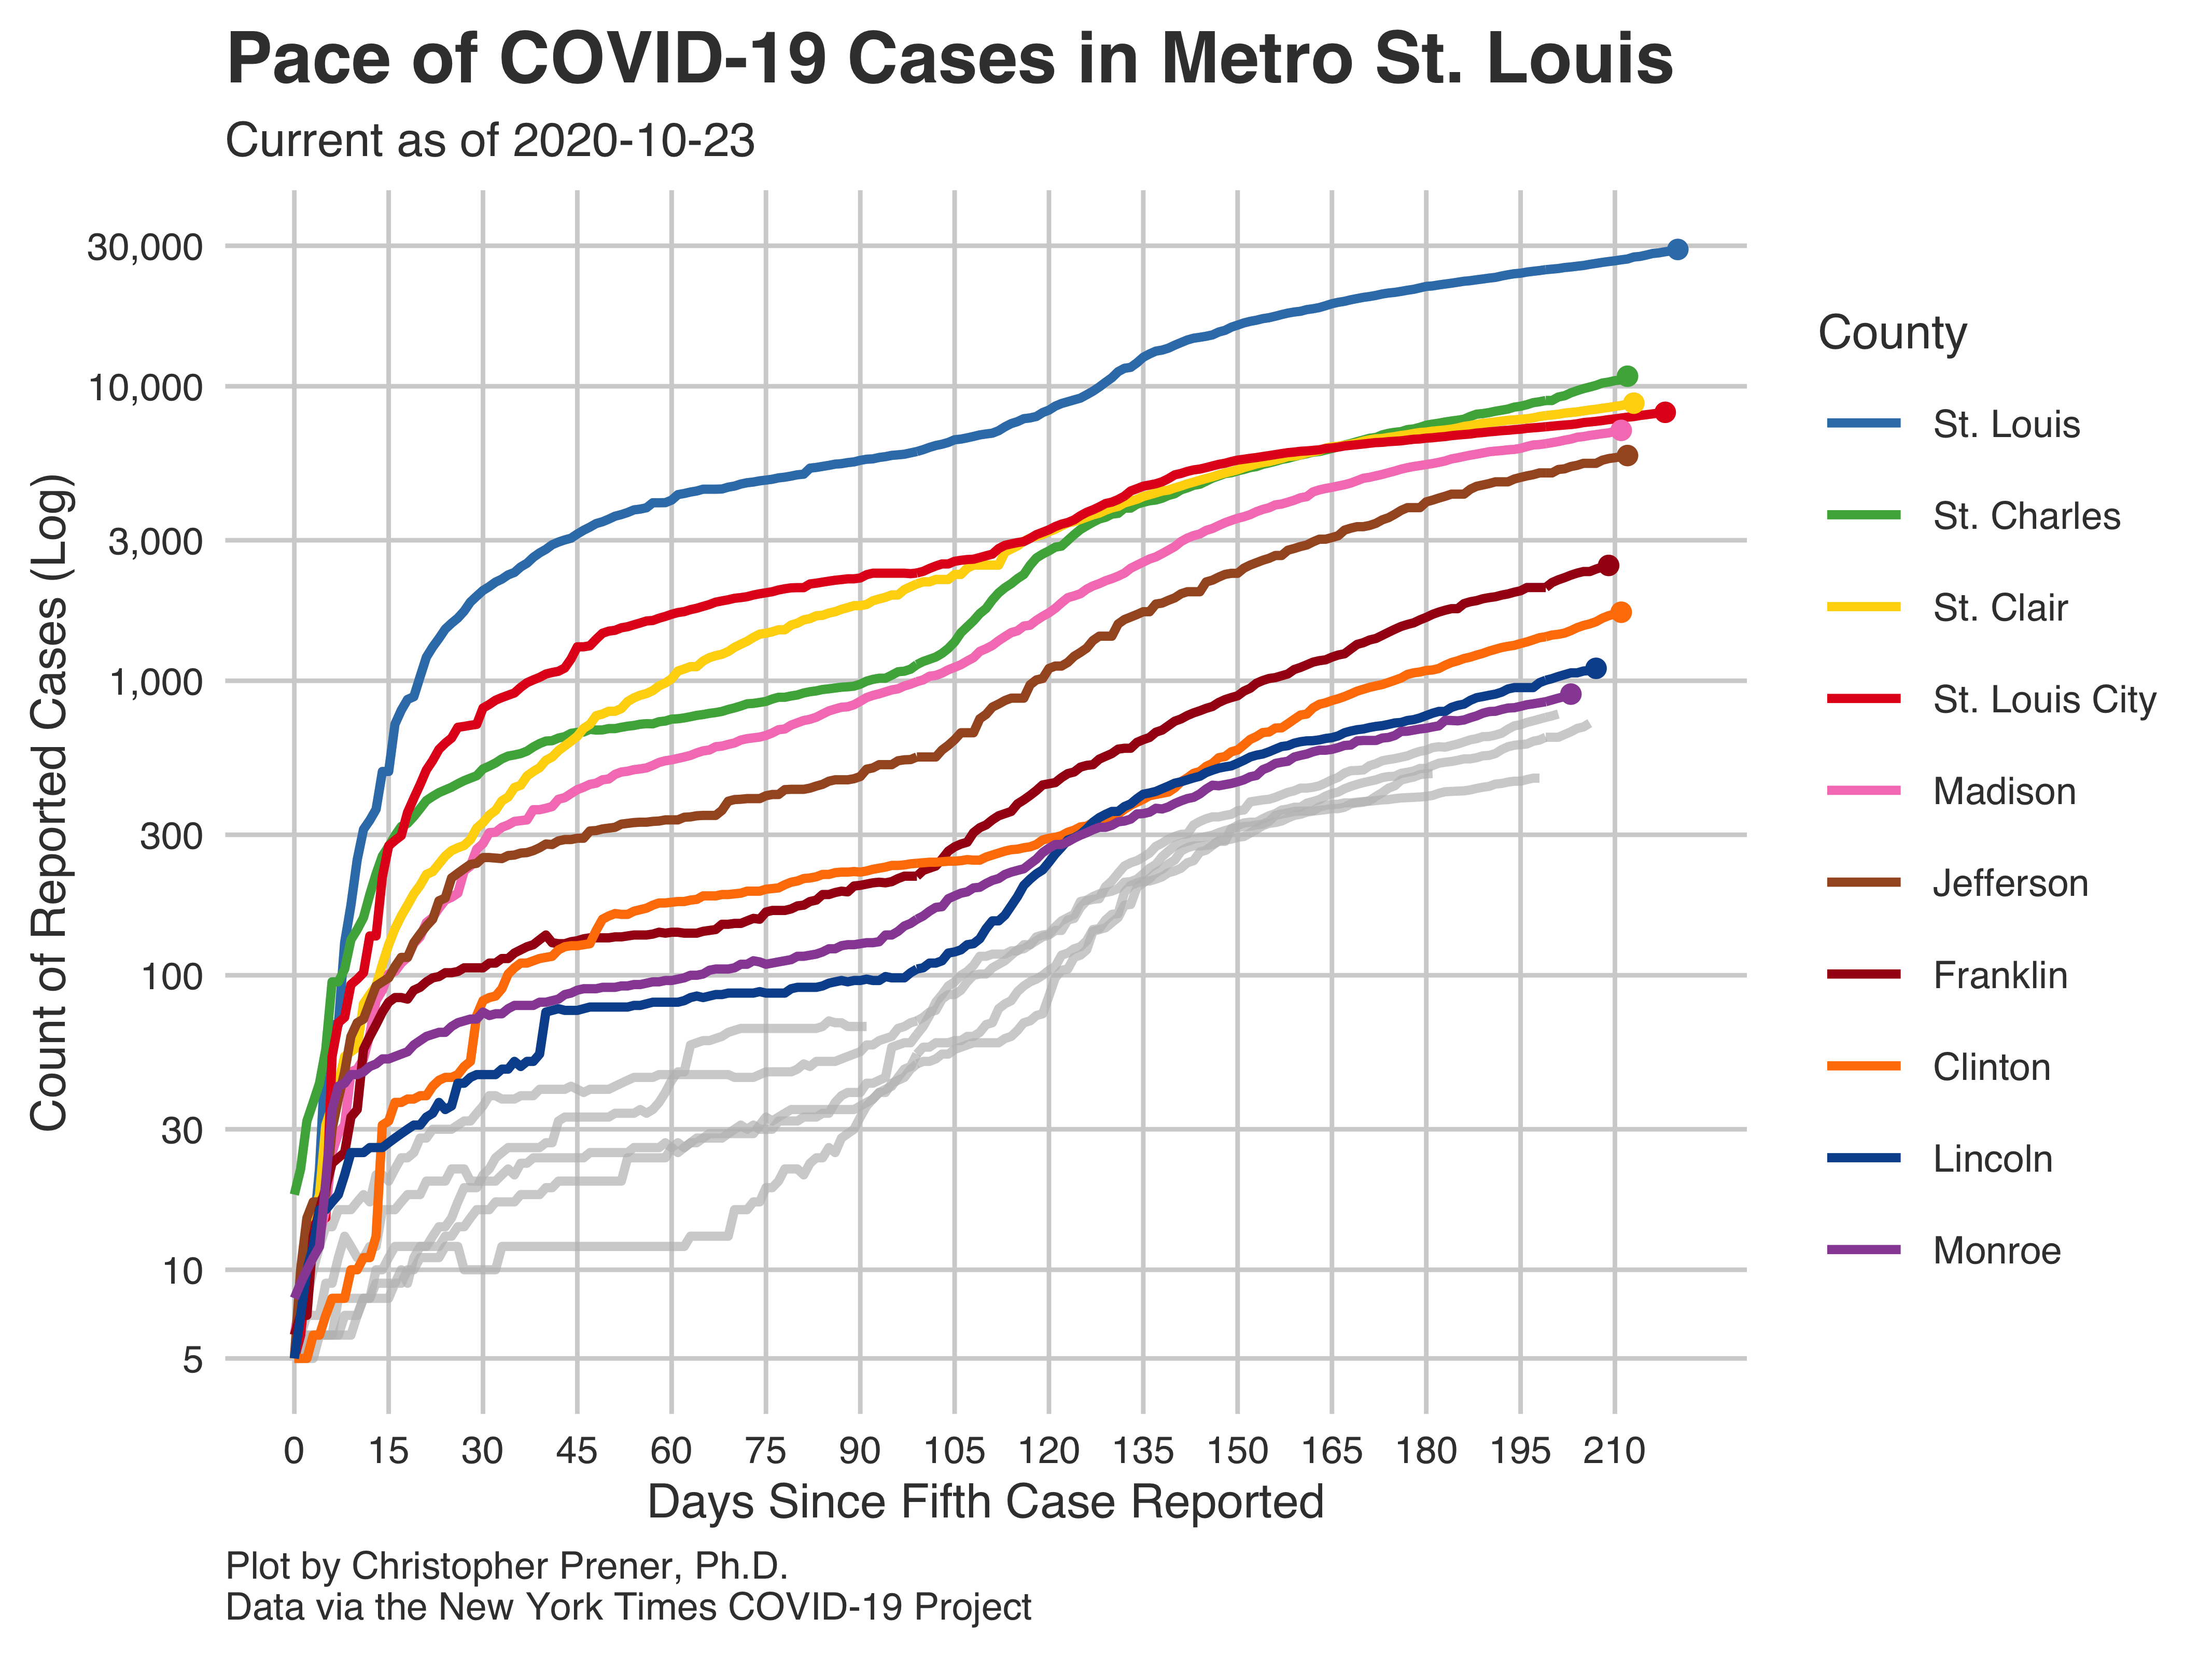 Pace of COVID-19 Cases in Metro St. Louis
Current as of 2020-10-23
Count of Reported Cases (Log)
30,000
10,000
3,000
1,000
300
100
30
10
5
0 15 30 45 60 75 90 105 120 135 150 165 180 195 210
Days Since Fifth Case Reported
County
St. Louis
St. Charles
St. Clair
St. Louis City
Madison
Jefferson
Franklin
Clinton
Lincoln
Monroe
Plot by Christopher Prener, Ph.D.
Data via the New York Times COVID-19 Project